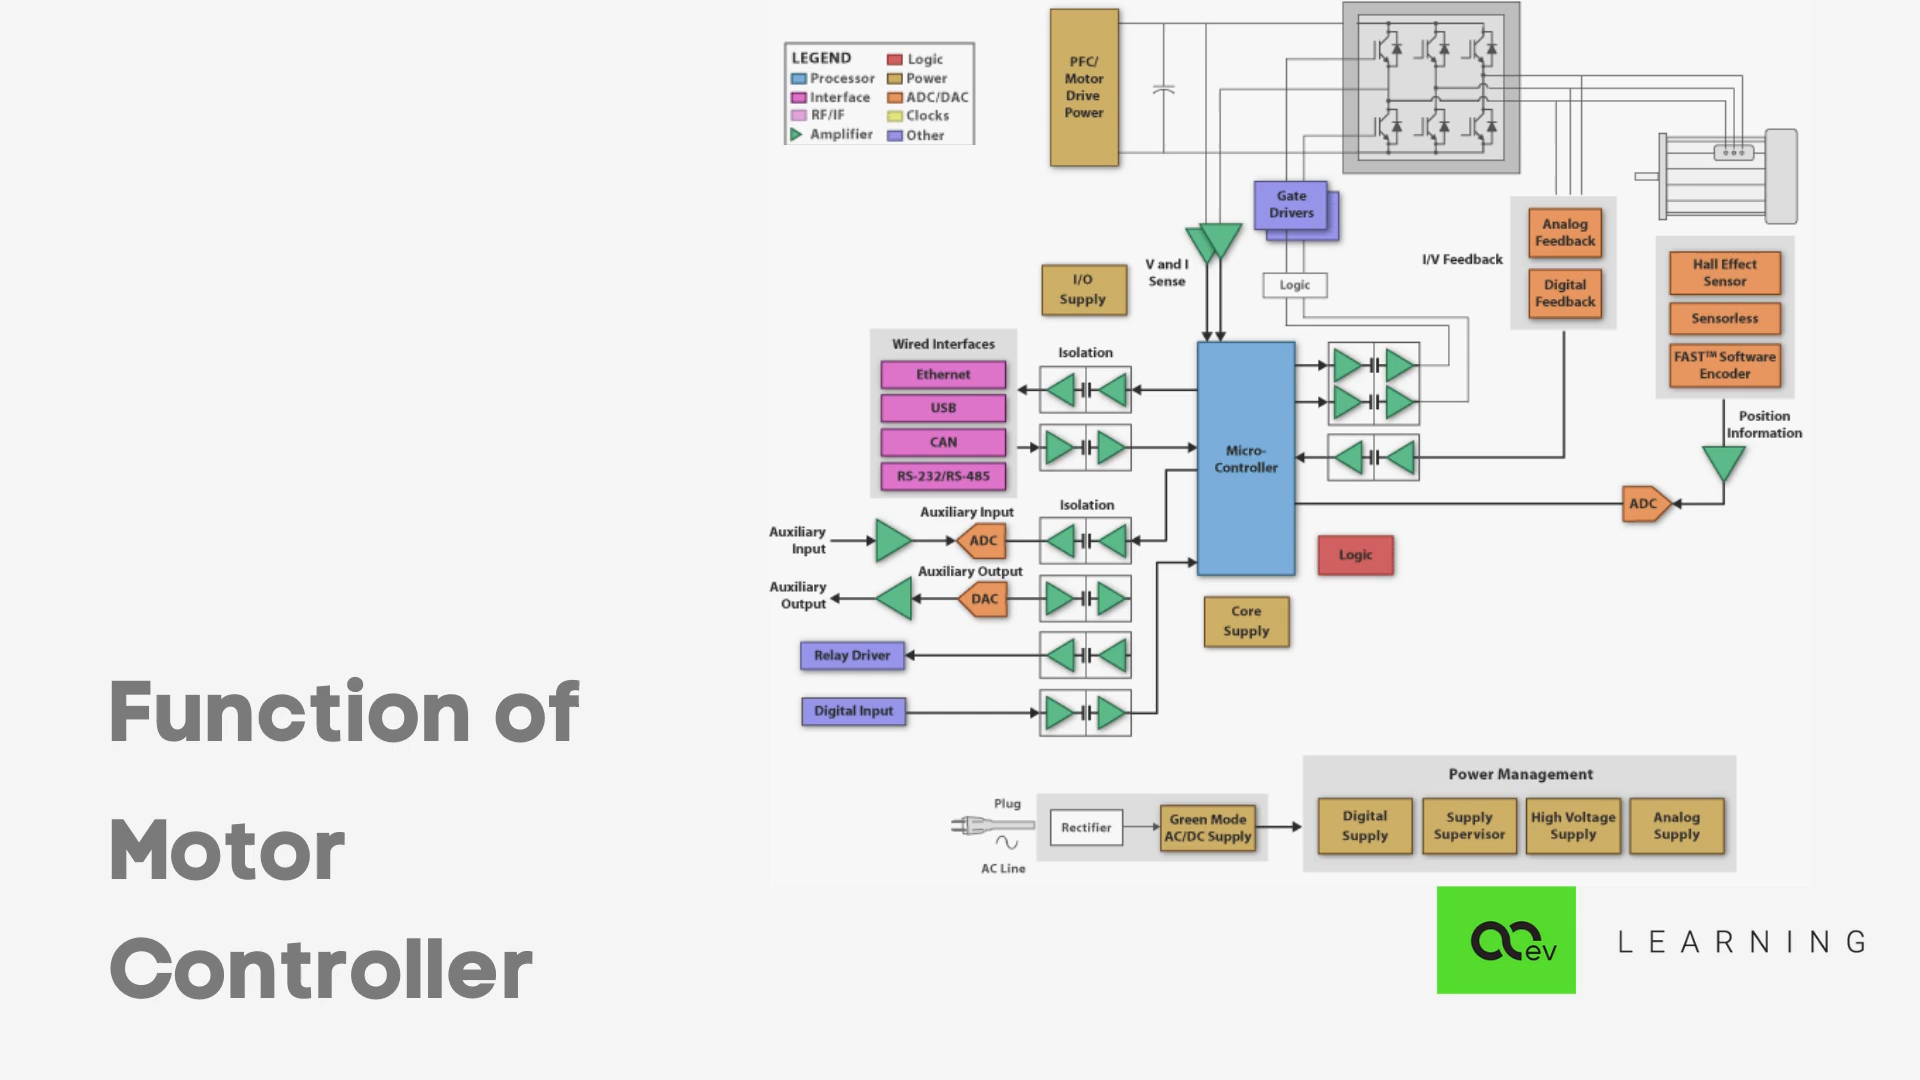 Function of
Motor
Controller
LEGEND
Processor
Interface
RF/IF
Amplifier
Logic
Power
ADC/DAC
Clocks
Other
PFC/
Motor
Drive
Power
Gate
Drivers
Logic
V and I
Sense
I/O
Supply
I/V Feedback
Analog
Feedback
Digital
Feedback
Hall Effect
Sensor
Sensorless
FAST™ Software
Encoder
Position
Information
ADC
Wired Interfaces
Ethernet
USB
CAN
RS-232/RS-485
Isolation
Micro-
Controller
Isolation
Auxiliary Input
Auxiliary
Input
ADC
Auxiliary Output
Auxiliary
Output
DAC
Relay Driver
Digital Input
Logic
Core
Supply
Plug
AC Line
Rectifier
Green Mode
AC/DC Supply
Power Management
Digital
Supply
Supply
Supervisor
High Voltage
Supply
Analog
Supply
ev
LEARNING